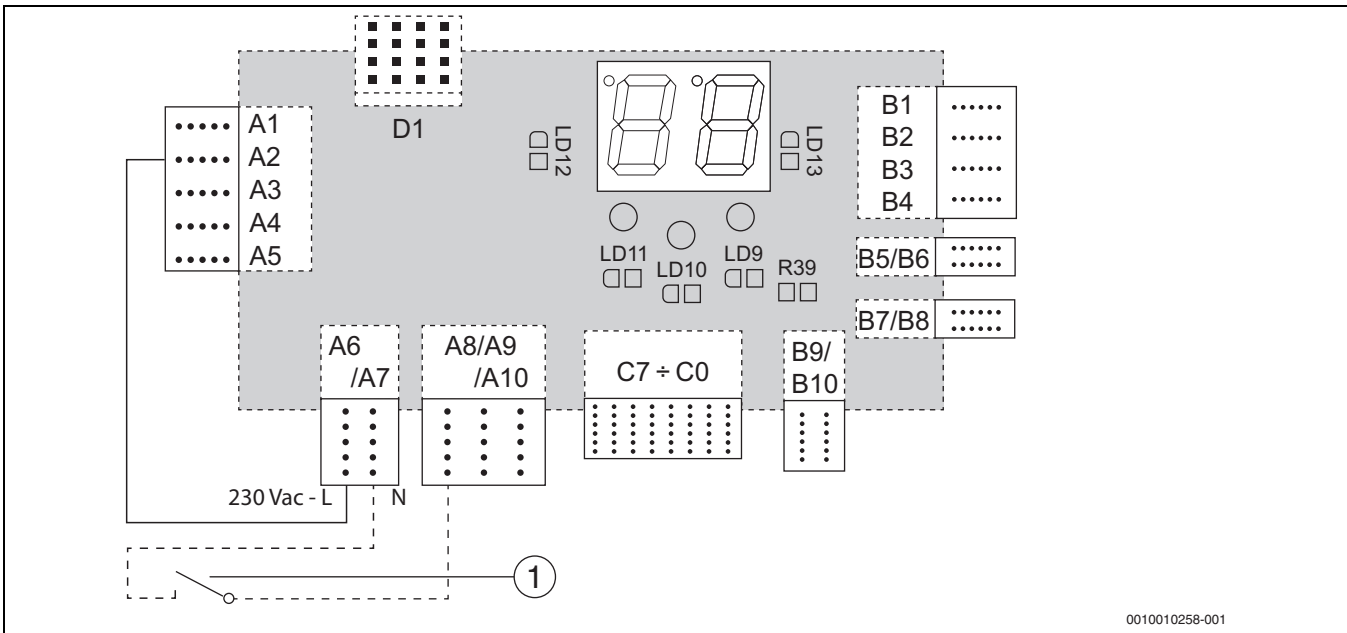 D1
A1
A2
A3
A4
A5
LD12
LD13
LD11
LD10
LD9
R39
B1
B2
B3
B4
B5/B6
B7/B8
A6
/A7
A8/A9
/A10
C7 ÷ C0
B9/
B10
230 Vac - L
N
1
0010010258-001